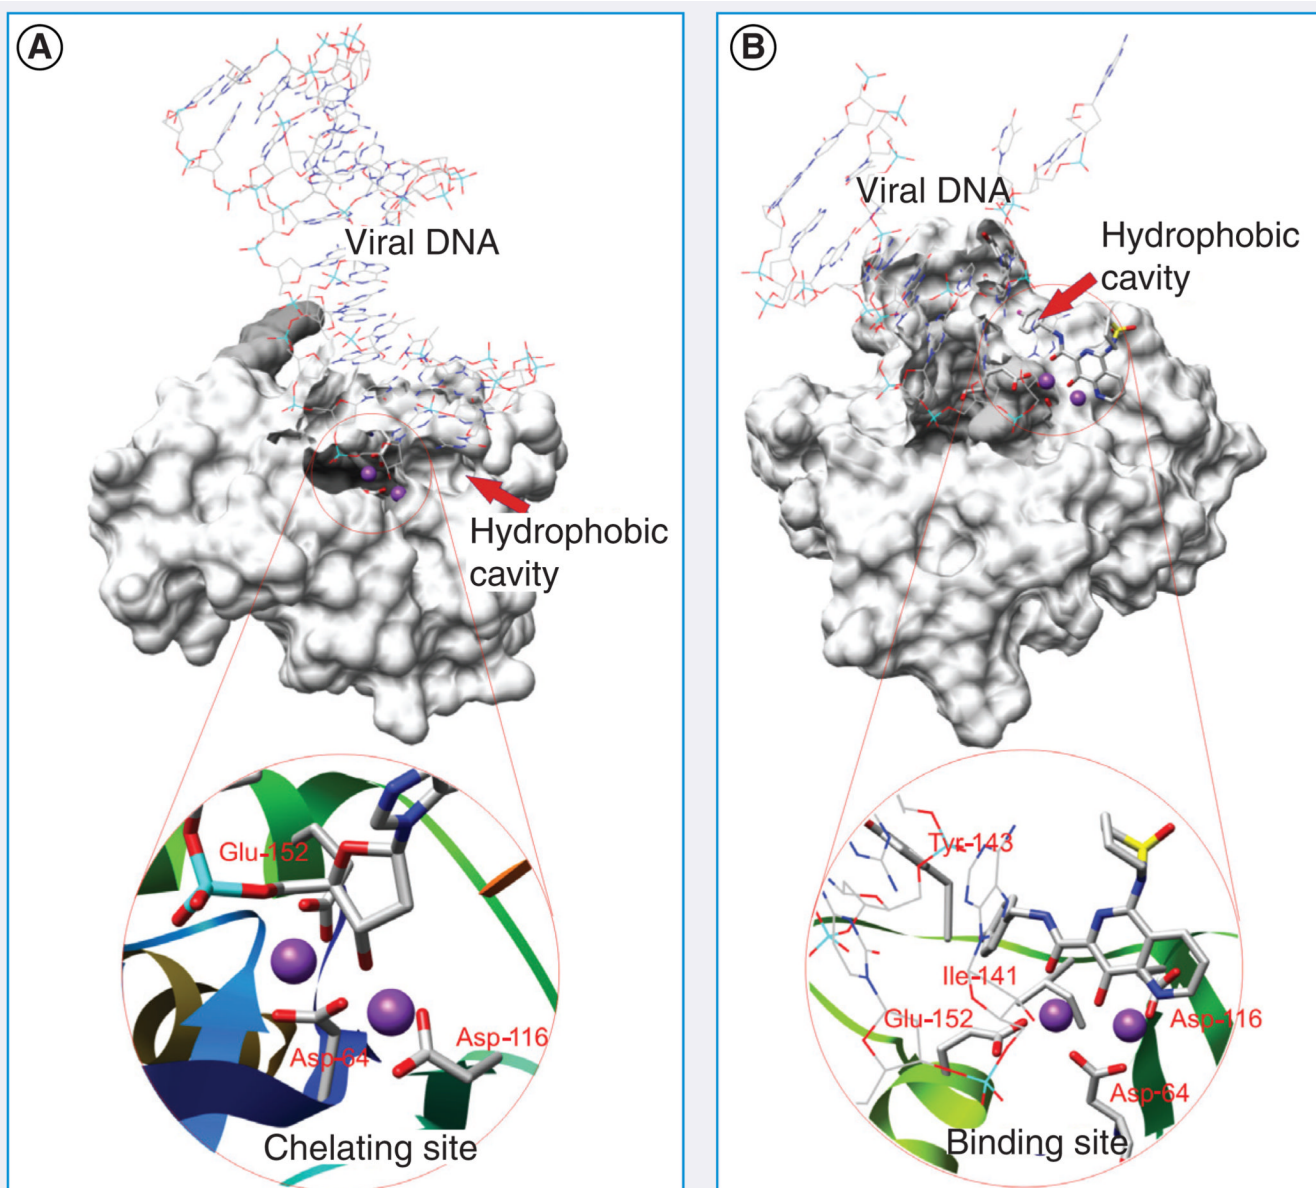 A
Viral DNA
Hydrophobic
cavity
Glu-152
Asp-64
Asp-116
Chelating site
B
Viral DNA
Hydrophobic
cavity
Tyr-143
Ile-141
Glu-152
Asp-116
Asp-64
Binding site